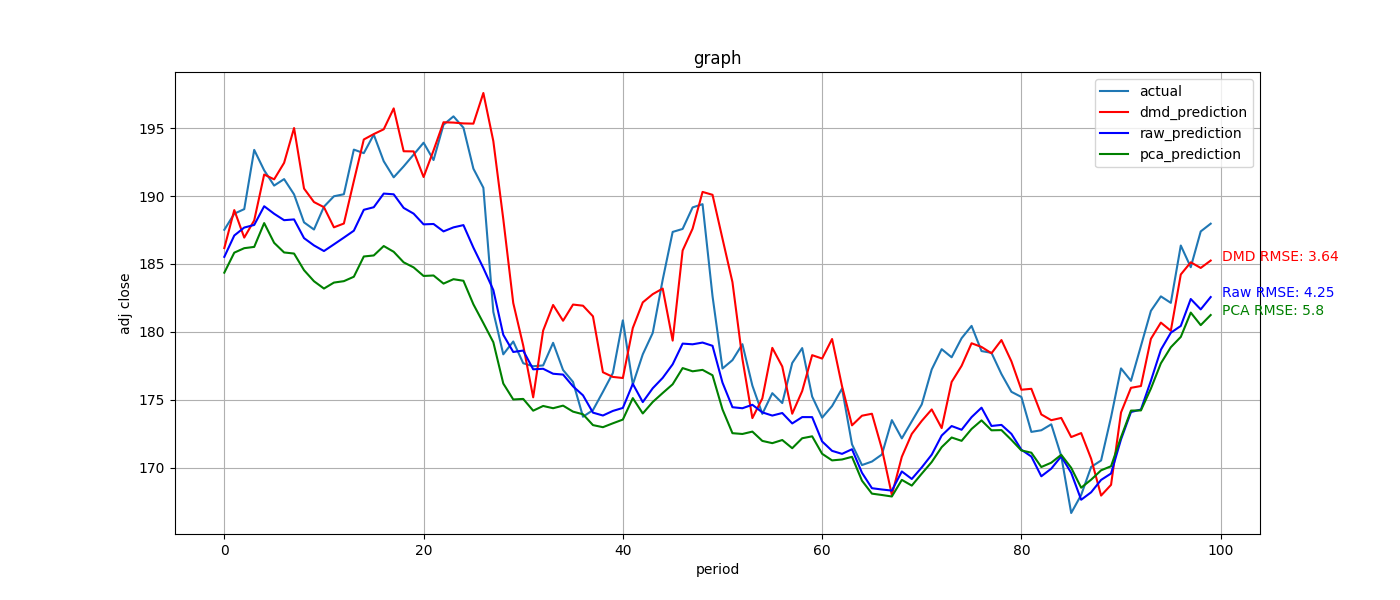 graph
actual
dmd_prediction
raw_prediction
pca_prediction
195
190
185
180
175
170
adj close
DMD RMSE: 3.64
Raw RMSE: 4.25
PCA RMSE: 5.8
0 20 40 60 80 100
period